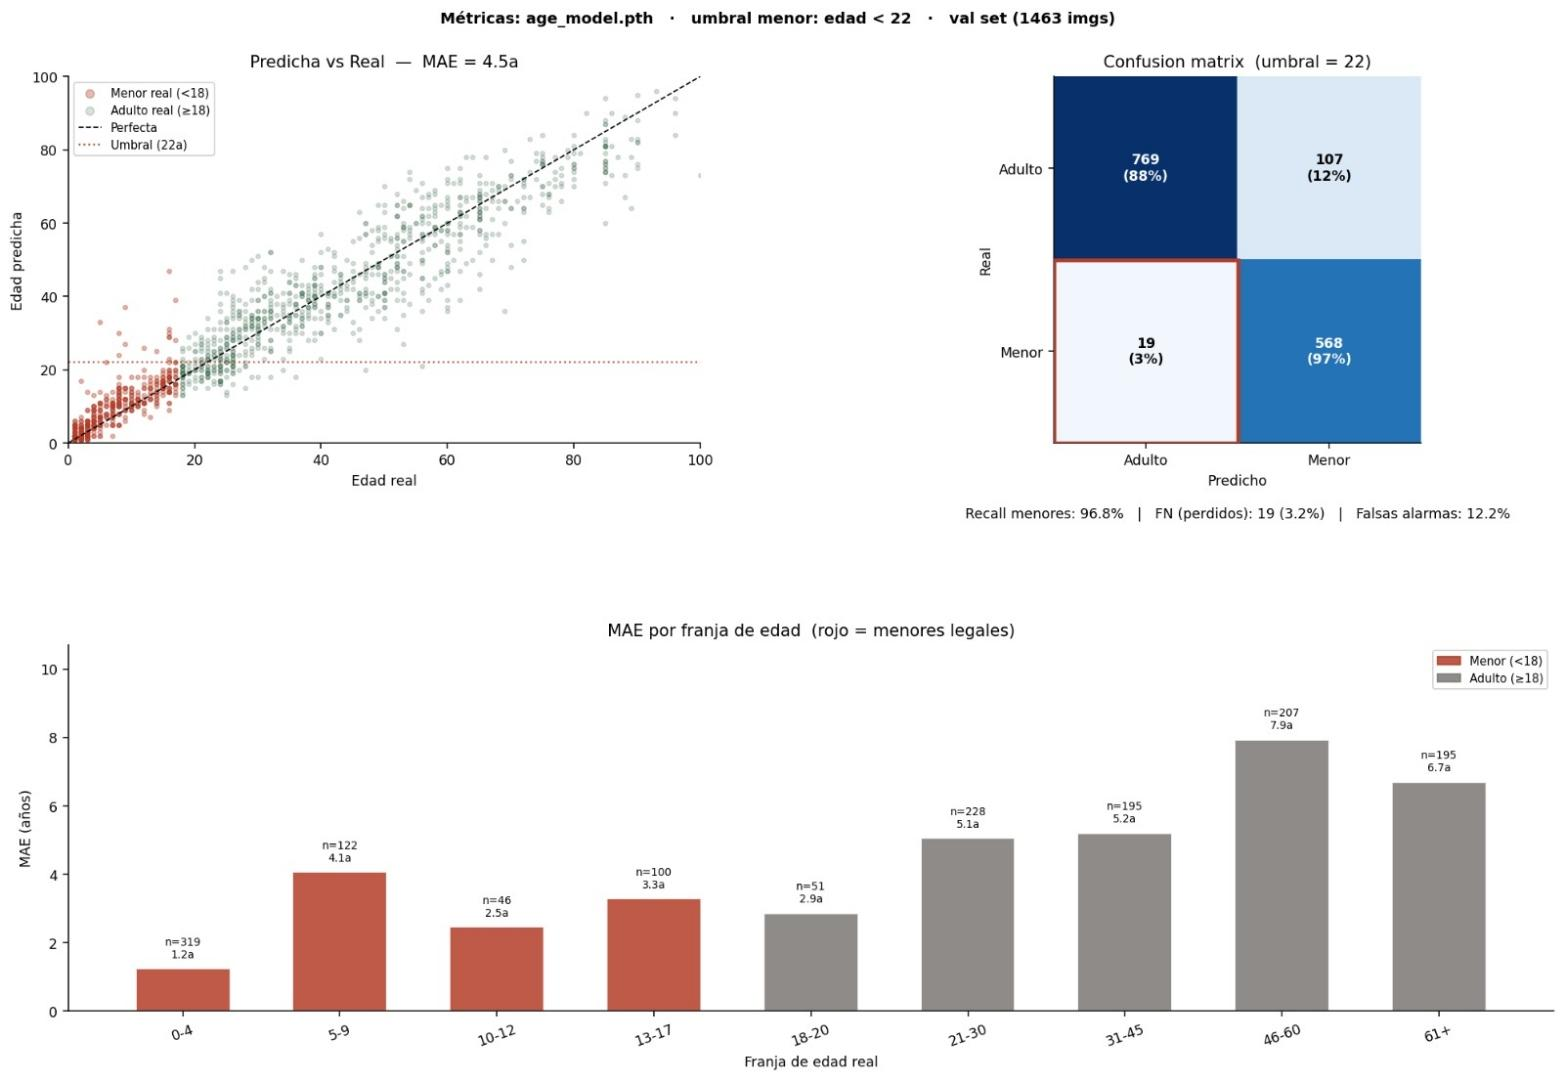 Métricas: age_model.pth · umbral menor: edad < 22 · val set (1463 imgs)
Predicha vs Real — MAE = 4.5a
Menor real (<18)
Adulto real (≥18)
Perfecta
Umbral (22a)
100
80
60
40
20
0
Edad predicha
0 20 40 60 80 100
Edad real
Confusion matrix (umbral = 22)
Real
Adulto
769
(88%)
107
(12%)
Menor
19
(3%)
568
(97%)
Adulto Menor
Predicho
Recall menores: 96.8% | FN (perdidos): 19 (3.2%) | Falsas alarmas: 12.2%
MAE por franja de edad (rojo = menores legales)
Menor (<18)
Adulto (≥18)
10
8
6
4
2
0
MAE (años)
n=319
1.2a
n=122
4.1a
n=46
2.5a
n=100
3.3a
n=51
2.9a
n=228
5.1a
n=195
5.2a
n=207
7.9a
n=195
6.7a
0-4 5-9 10-12 13-17 18-20 21-30 31-45 46-60 61+
Franja de edad real